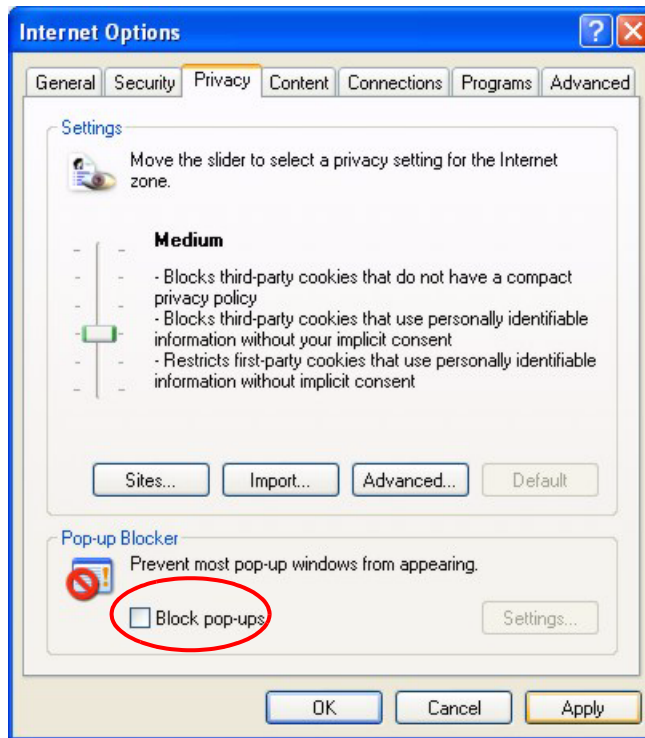 Internet Options
General Security Privacy Content Connections Programs Advanced
Settings
Move the slider to select a privacy setting for the Internet
zone.
Medium
- Blocks third-party cookies that do not have a compact
privacy policy
- Blocks third-party cookies that use personally identifiable
information without your implicit consent
- Restricts first-party cookies that use personally identifiable
information without implicit consent
Sites... Import... Advanced... Default
Pop-up Blocker
Prevent most pop-up windows from appearing.
Block pop-ups Settings...
OK Cancel Apply